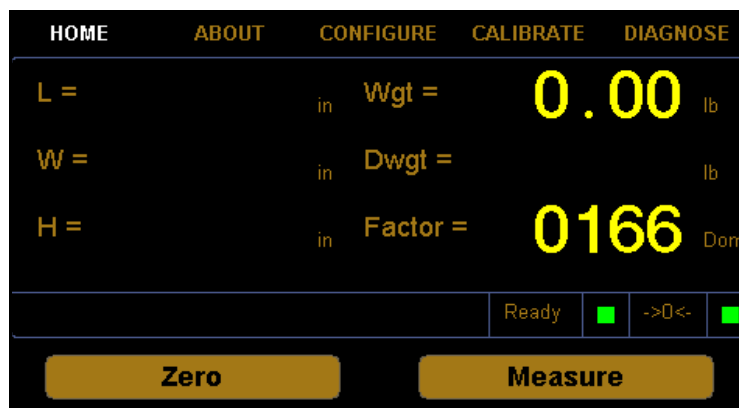 HOME ABOUT CONFIGURE CALIBRATE DIAGNOSE
L = in Wgt = 0.00 lb
W = in Dwgt = lb
H = in Factor = 0166 Dom
Ready ->0<-
Zero Measure